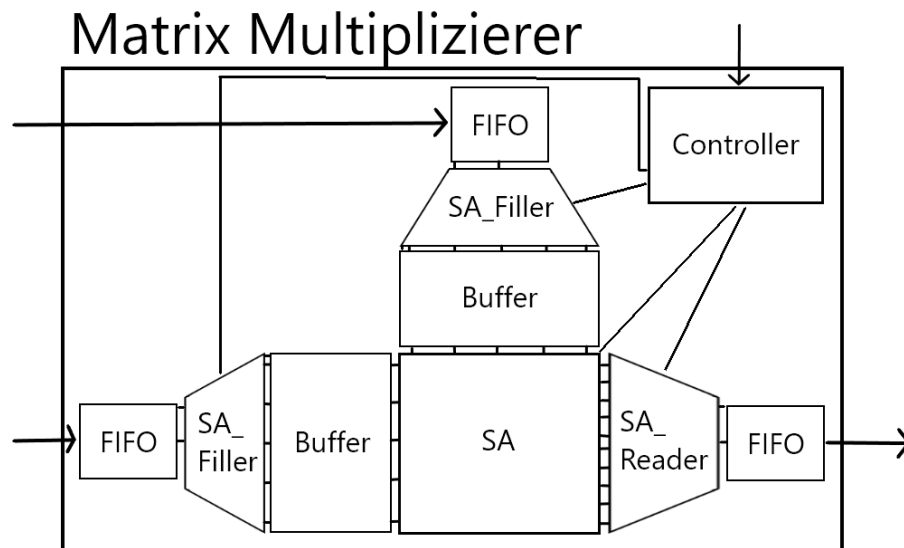 Matrix Multiplizierer
FIFO
Controller
SA_Filler
Buffer
FIFO
SA_
Filler
Buffer
SA
SA_
Reader
FIFO